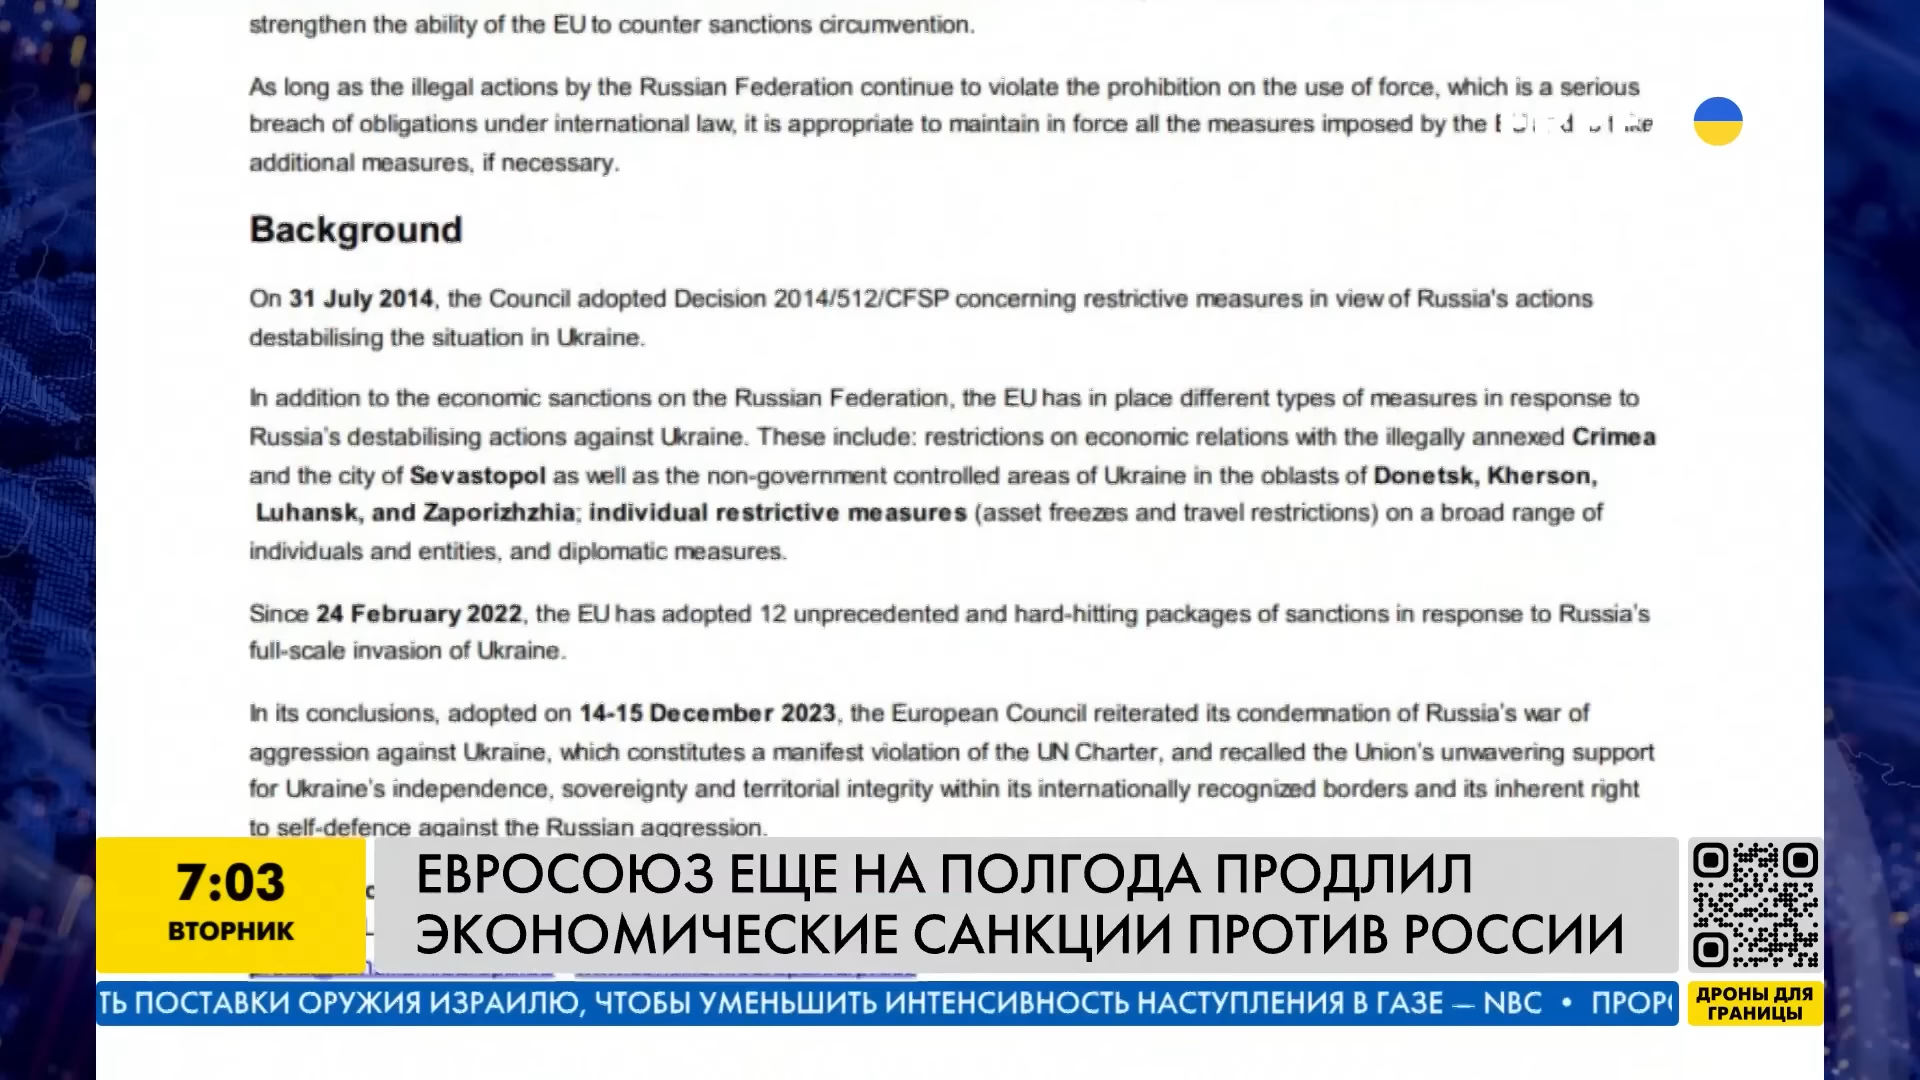 strengthen the ability of the EU to counter sanctions circumvention.
As long as the illegal actions by the Russian Federation continue to violate the prohibition on the use of force, which is a serious
breach of obligations under international law, it is appropriate to maintain in force all the measures imposed by the
additional measures, if necessary.
Background
On 31 July 2014, the Council adopted Decision 2014/512/CFSP concerning restrictive measures in view of Russia's actions
destabilising the situation in Ukraine.
In addition to the economic sanctions on the Russian Federation, the EU has in place different types of measures in response to
Russia's destabilising actions against Ukraine. These include: restrictions on economic relations with the illegally annexed Crimea
and the city of Sevastopol as well as the non-government controlled areas of Ukraine in the oblasts of Donetsk, Kherson,
Luhansk, and Zaporizhzhia; individual restrictive measures (asset freezes and travel restrictions) on a broad range of
individuals and entities, and diplomatic measures.
Since 24 February 2022, the EU has adopted 12 unprecedented and hard-hitting packages of sanctions in response to Russia's
full-scale invasion of Ukraine.
In its conclusions, adopted on 14-15 December 2023, the European Council reiterated its condemnation of Russia's war of
aggression against Ukraine, which constitutes a manifest violation of the UN Charter, and recalled the Union's unwavering support
for Ukraine's independence, sovereignty and territorial integrity within its internationally recognized borders and its inherent right
to self-defence against the Russian aggression.
7:03
ВТОРНИК
ЕВРОСОЮЗ ЕЩЕ НА ПОЛГОДА ПРОДЛИЛ
ЭКОНОМИЧЕСКИЕ САНКЦИИ ПРОТИВ РОССИИ
ТЬ ПОСТАВКИ ОРУЖИЯ ИЗРАИЛЮ, ЧТОБЫ УМЕНЬШИТЬ ИНТЕНСИВНОСТЬ НАСТУПЛЕНИЯ В ГАЗЕ — NBC • ПРОР
ДРОНЫ ДЛЯ
ГРАНИЦЫ